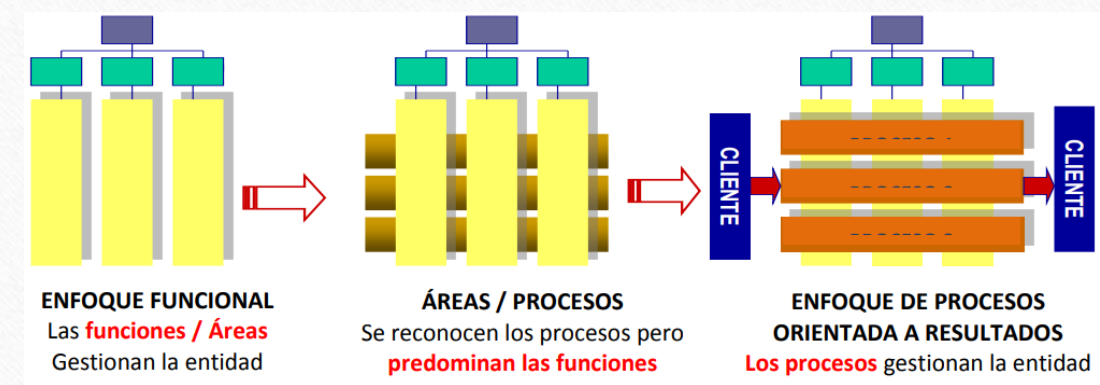 CLIENTE
CLIENTE
ENFOQUE FUNCIONAL
Las funciones / Áreas
Gestionan la entidad
ÁREAS / PROCESOS
Se reconocen los procesos pero
predominan las funciones
ENFOQUE DE PROCESOS
ORIENTADA A RESULTADOS
Los procesos gestionan la entidad